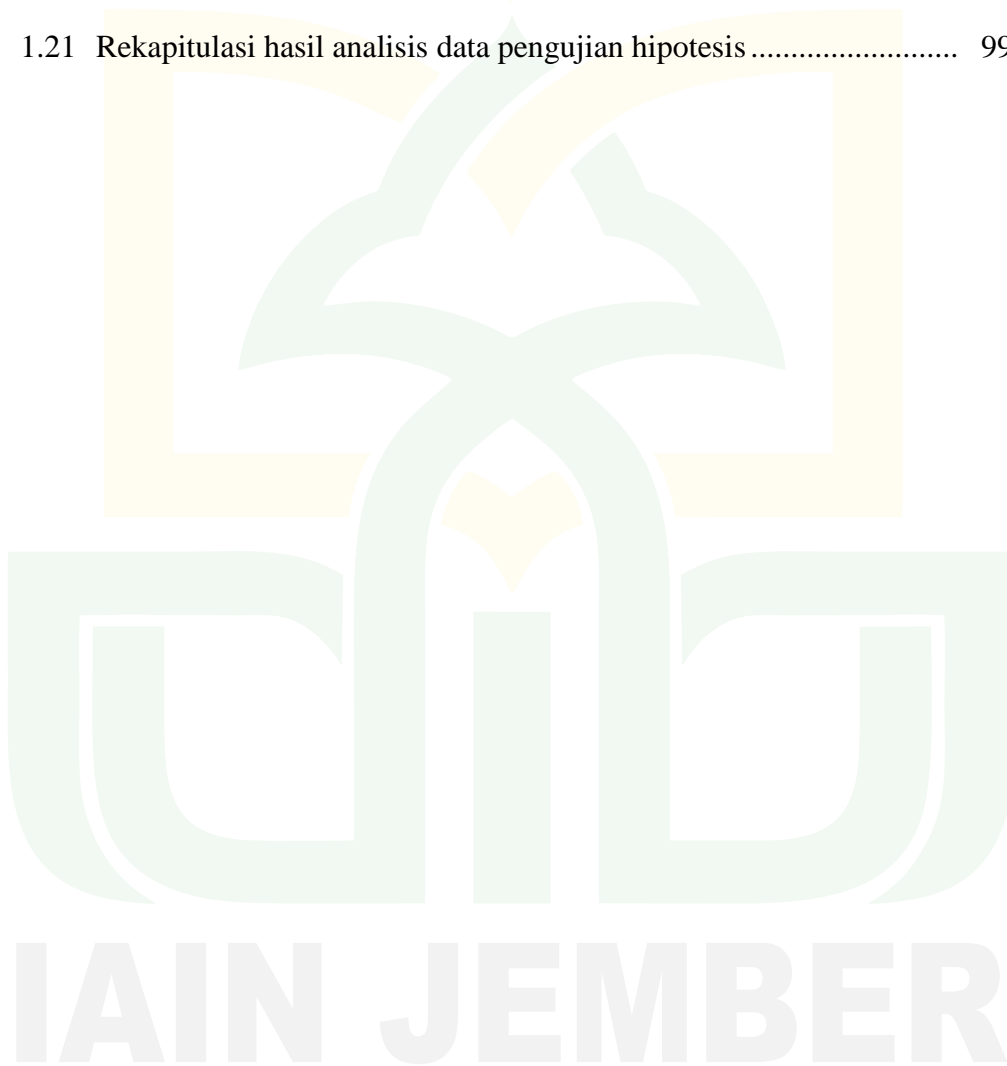 1.21 Rekapitulasi hasil analisis data pengujian hipotesis .......................... 99
IAIN JEMBER